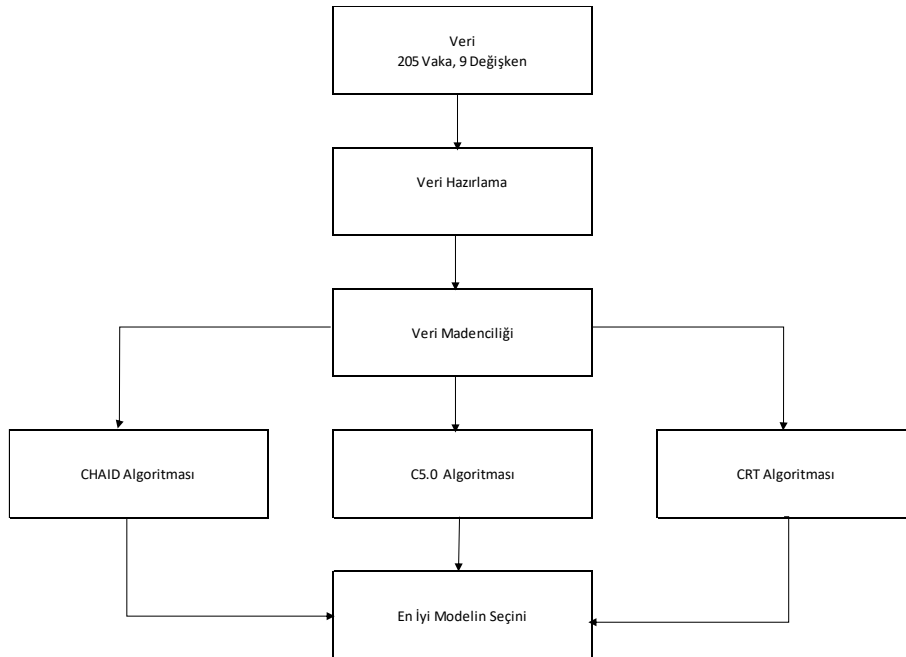 Veri
205 Vaka, 9 Değişken
Veri Hazırlama
Veri Madenciliği
CHAID Algoritması
C5.0 Algoritması
CRT Algoritması
En İyi Modelin Seçini